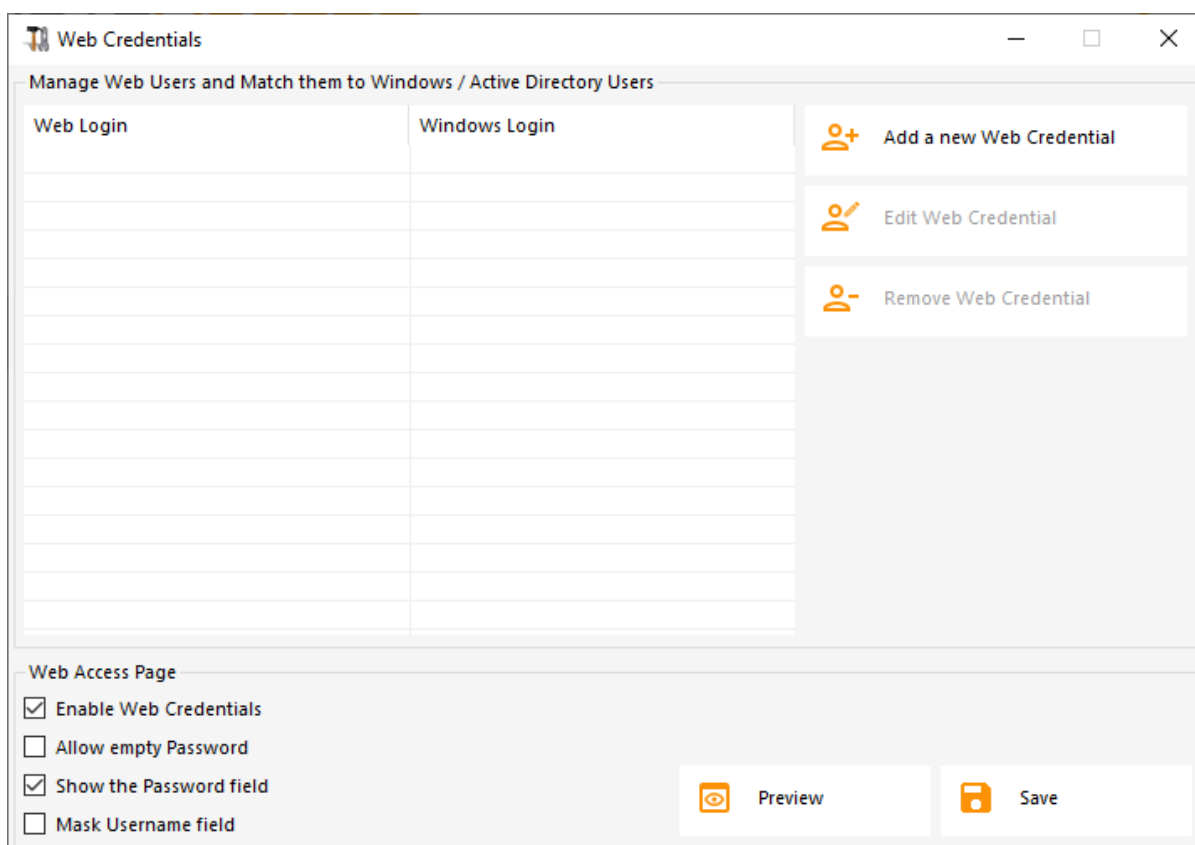 Web Credentials
Manage Web Users and Match them to Windows / Active Directory Users
Web Login
Windows Login
Add a new Web Credential
Edit Web Credential
Remove Web Credential
Web Access Page
Enable Web Credentials
Allow empty Password
Show the Password field
Mask Username field
Preview
Save